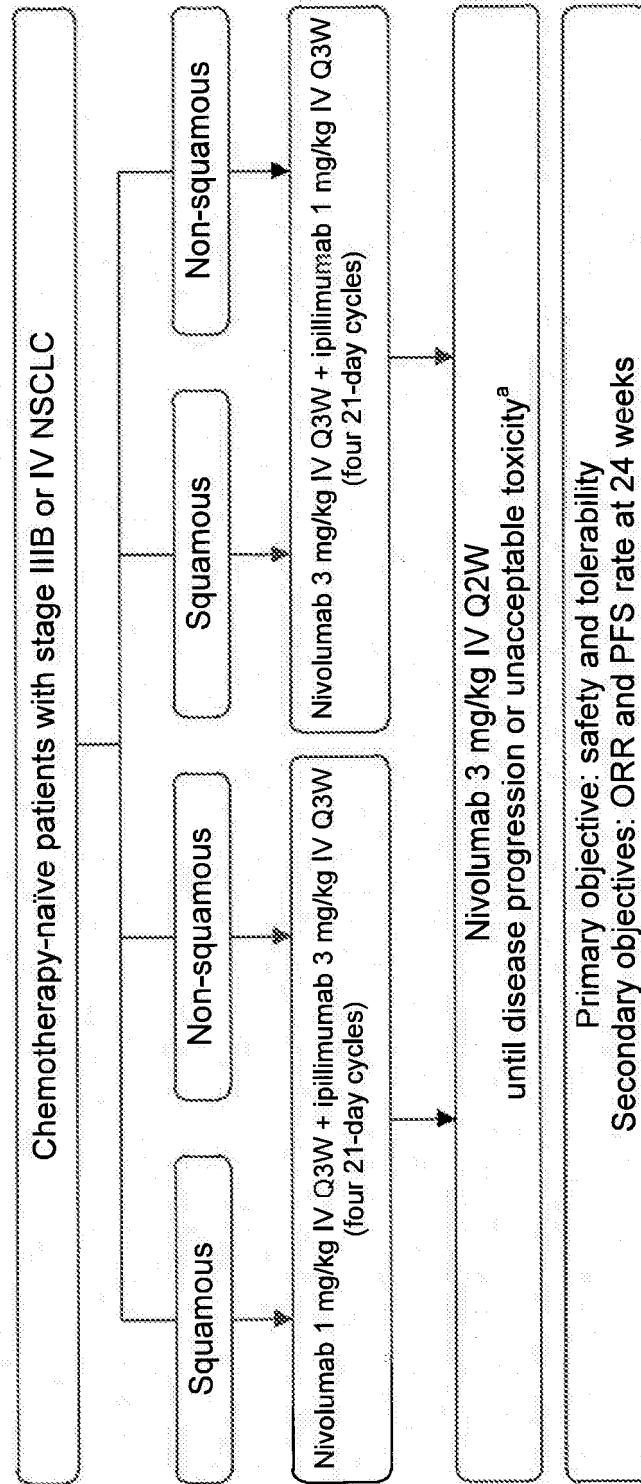 Chemotherapy-naïve patients with stage IIIB or IV NSCLC
Squamous
Non-squamous
Squamous
Non-squamous
Nivolumab 1 mg/kg IV Q3W + ipillimumab 3 mg/kg IV Q3W
(four 21-day cycles)
Nivolumab 3 mg/kg IV Q3W + ipillimumab 1 mg/kg IV Q3W
(four 21-day cycles)
Nivolumab 3 mg/kg IV Q2W
until disease progression or unacceptable toxicityᵃ
Primary objective: safety and tolerability
Secondary objectives: ORR and PFS rate at 24 weeks